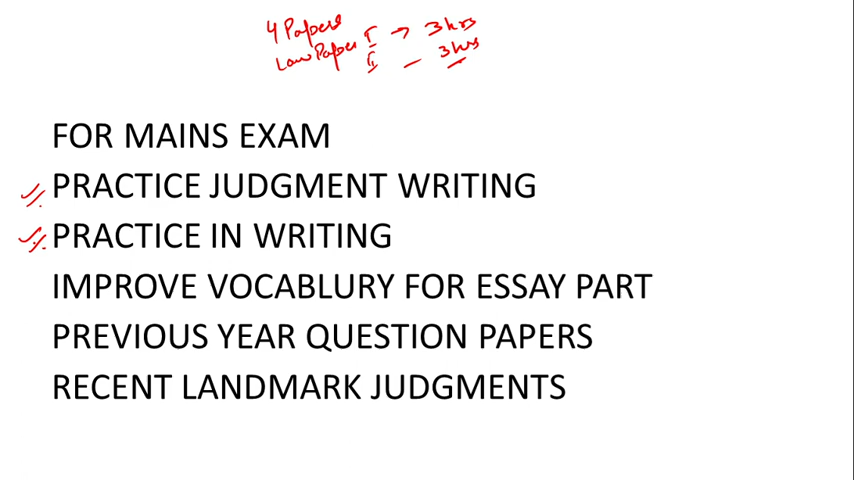 4 Papers
Law Paper I → 3 hrs
II — 3 hrs
FOR MAINS EXAM
PRACTICE JUDGMENT WRITING
PRACTICE IN WRITING
IMPROVE VOCABLURY FOR ESSAY PART
PREVIOUS YEAR QUESTION PAPERS
RECENT LANDMARK JUDGMENTS